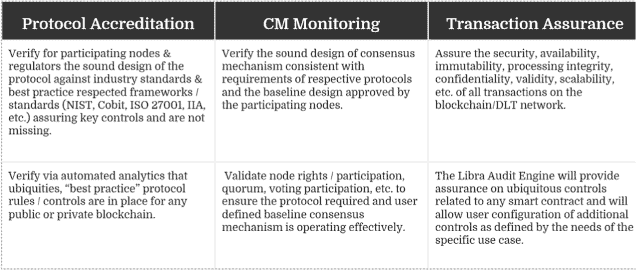 Protocol Accreditation
CM Monitoring
Transaction Assurance
Verify for participating nodes &
regulators the sound design of the
protocol against industry standards &
best practice respected frameworks /
standards (NIST, Cobit, ISO 27001, IIA,
etc.) assuring key controls and are not
missing.
Verify the sound design of consensus
mechanism consistent with
requirements of respective protocols
and the baseline design approved by
the participating nodes.
Assure the security, availability,
immutability, processing integrity,
confidentiality, validity, scalability,
etc. of all transactions on the
blockchain/DLT network.
Verify via automated analytics that
ubiquities, “best practice” protocol
rules / controls are in place for any
public or private blockchain.
Validate node rights / participation,
quorum, voting participation, etc. to
ensure the protocol required and user
defined baseline consensus
mechanism is operating effectively.
The Libra Audit Engine will provide
assurance on ubiquitous controls
related to any smart contract and will
allow user configuration of additional
controls as defined by the needs of the
specific use case.